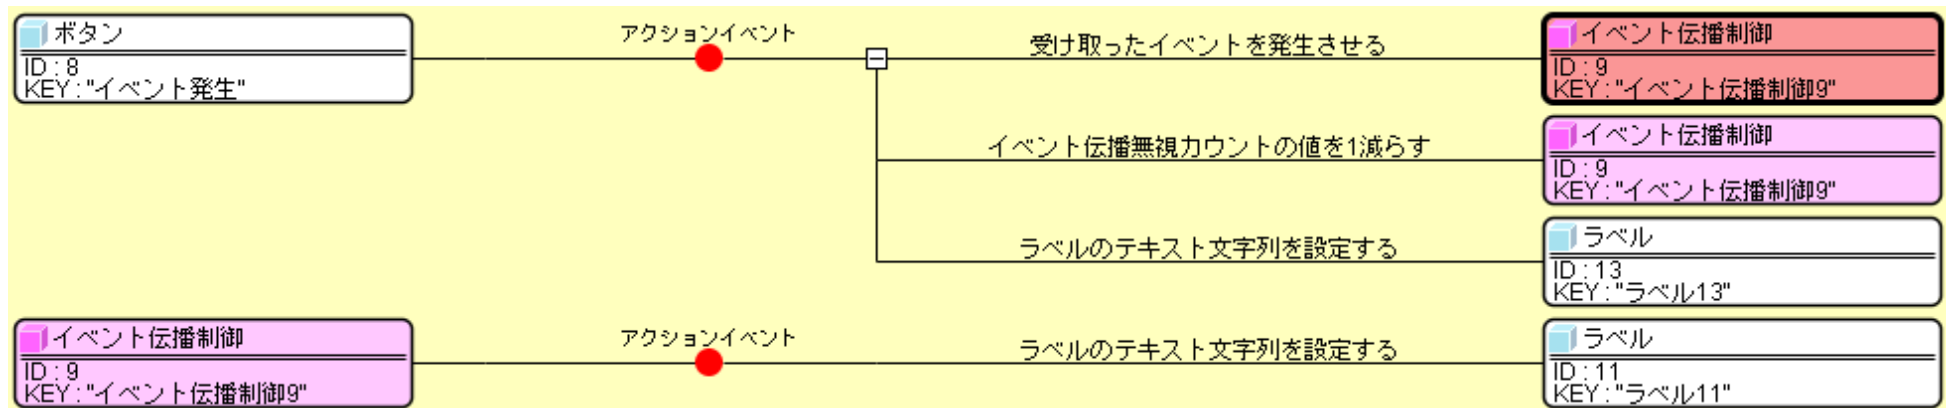 ボタン
ID : 8
KEY : "イベント発生"
アクションイベント
受け取ったイベントを発生させる
イベント伝播制御
ID : 9
KEY : "イベント伝播制御9"
イベント伝播無視カウントの値を1減らす
イベント伝播制御
ID : 9
KEY : "イベント伝播制御9"
ラベルのテキスト文字列を設定する
ラベル
ID : 13
KEY : "ラベル13"
イベント伝播制御
ID : 9
KEY : "イベント伝播制御9"
アクションイベント
ラベルのテキスト文字列を設定する
ラベル
ID : 11
KEY : "ラベル11"